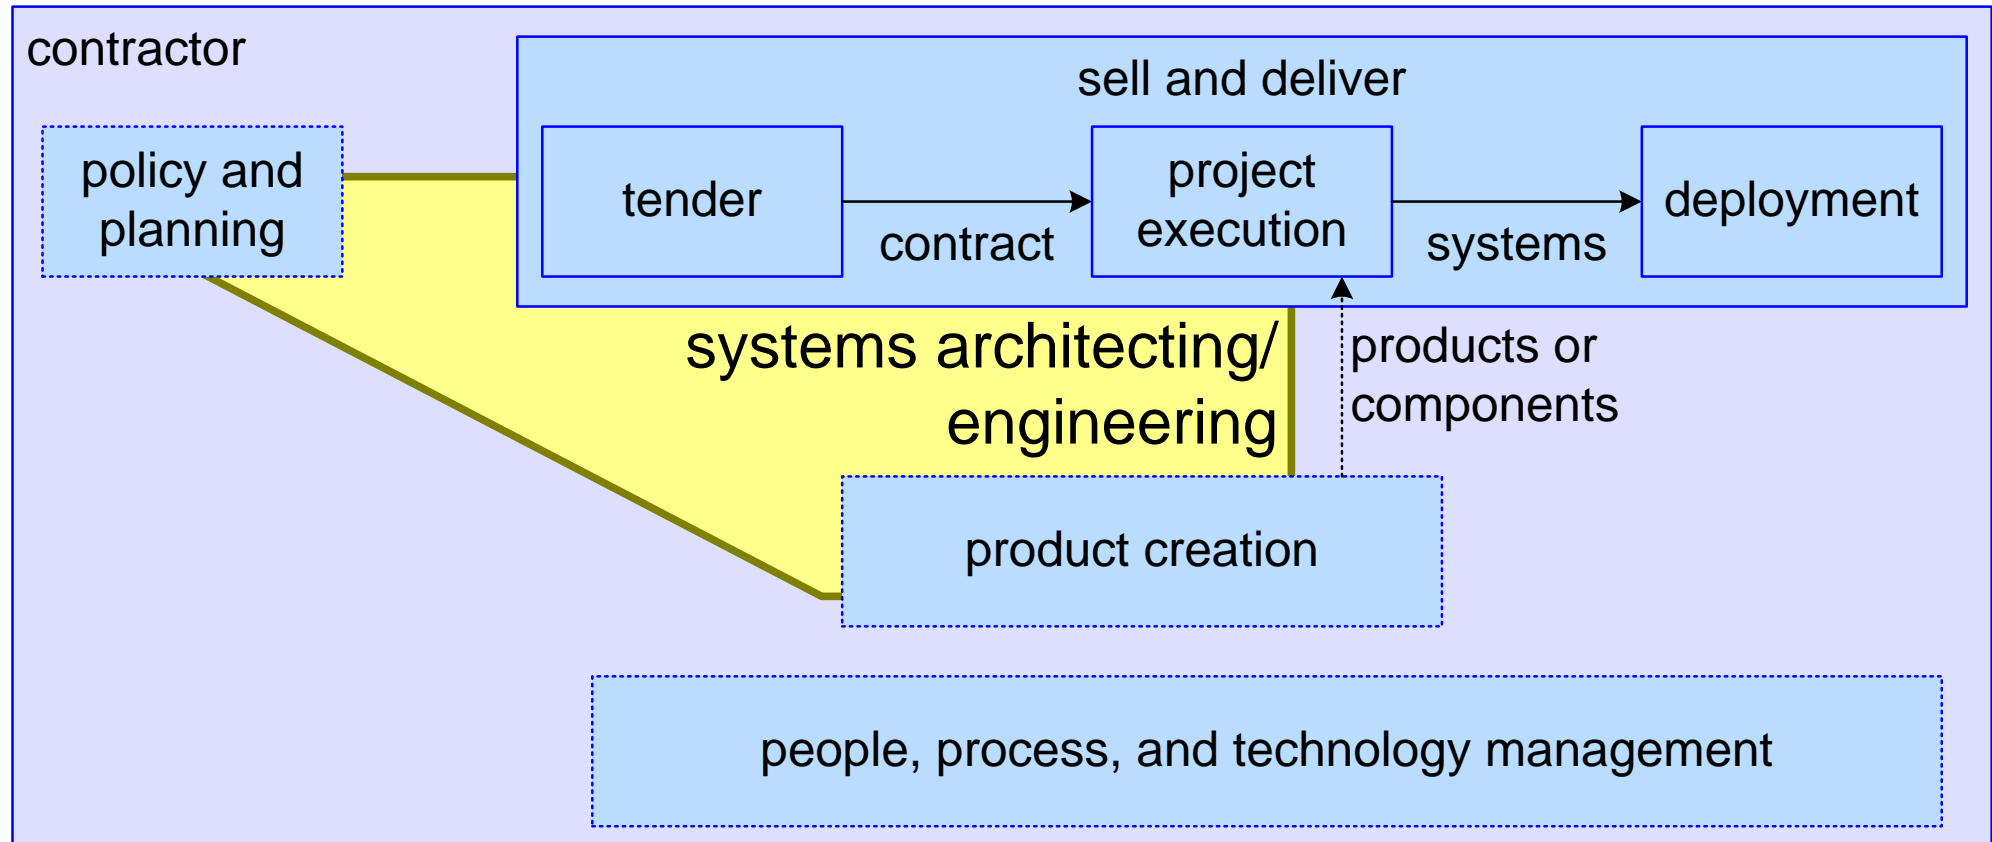 contractor
sell and deliver
policy and
planning
tender
contract
project
execution
systems
deployment
systems architecting/
engineering
products or
components
product creation
people, process, and technology management